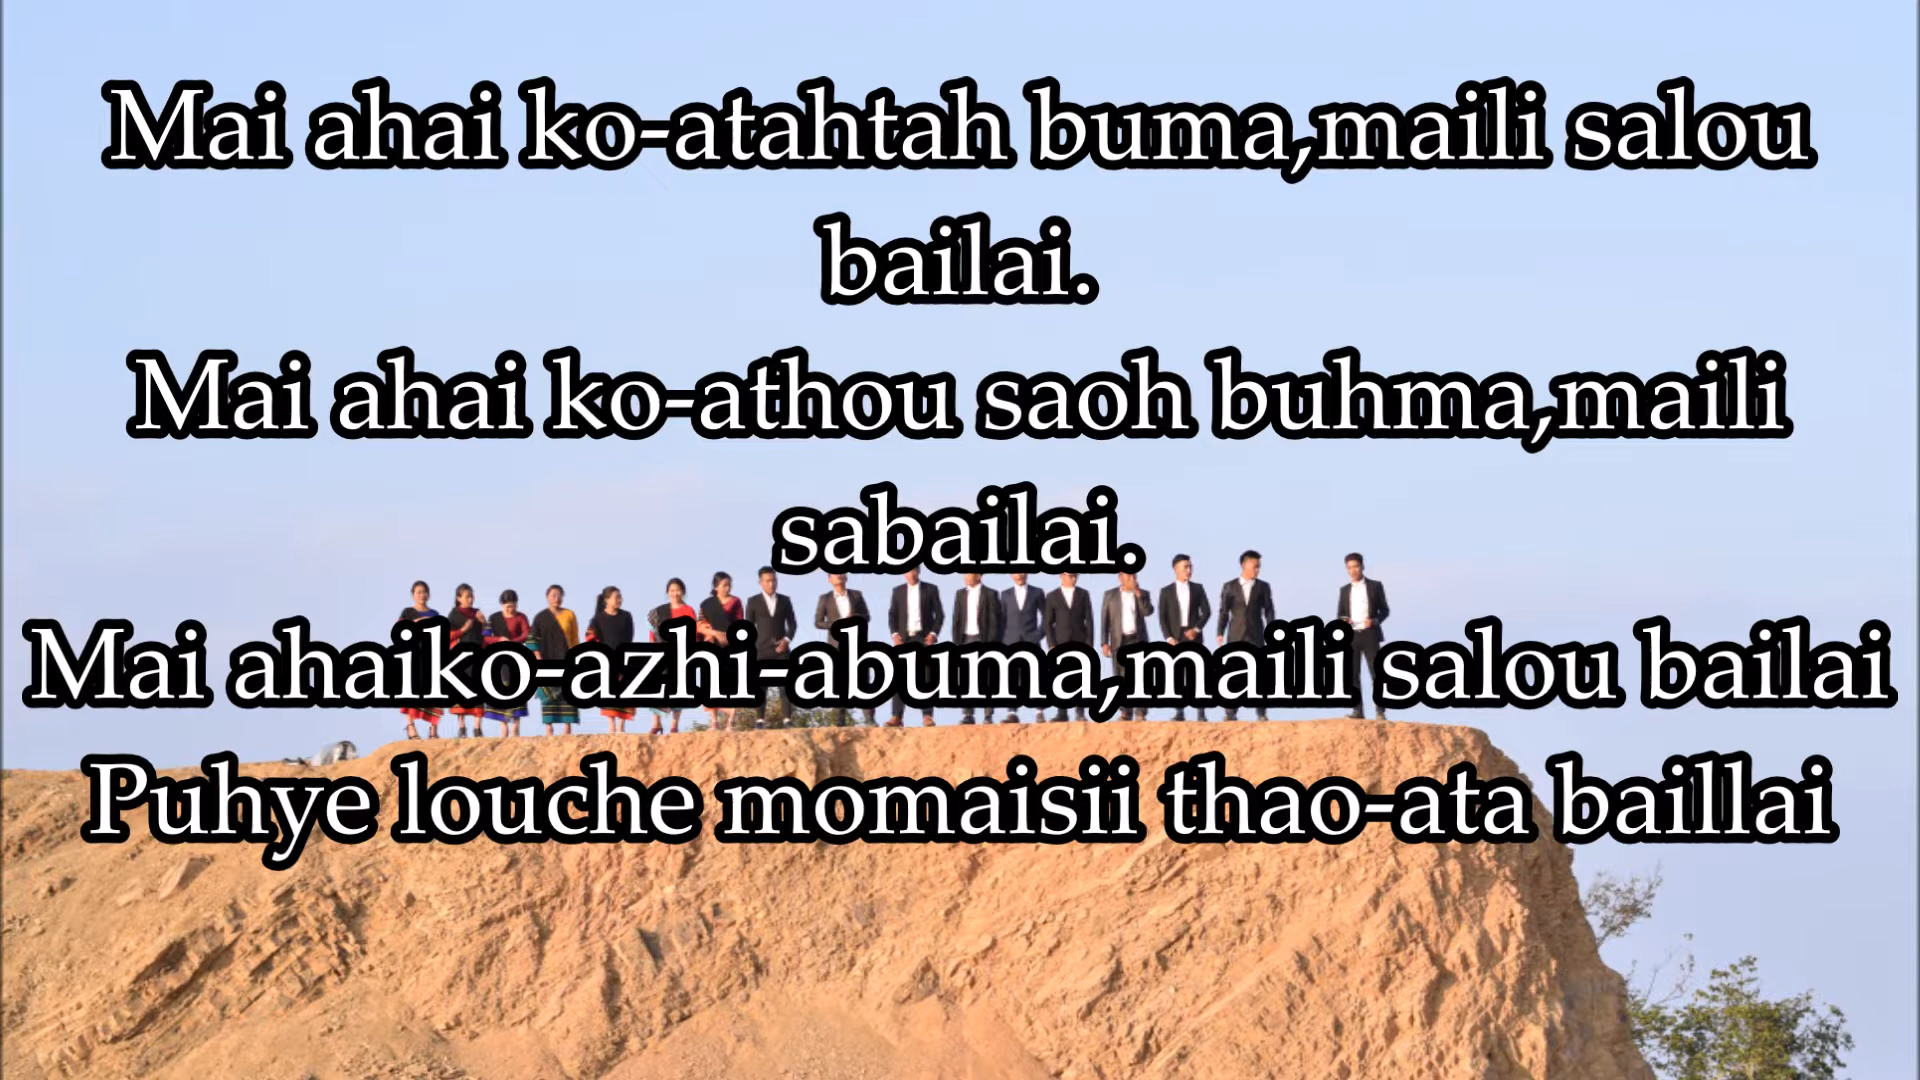 Mai ahai ko-atahtah buma,maili salou
bailai.
Mai ahai ko-athou saoh buhma,maili
sabailai.
Mai ahaiko-azhi-abuma,maili salou bailai
Puhye louche momaisii thao-ata baillai